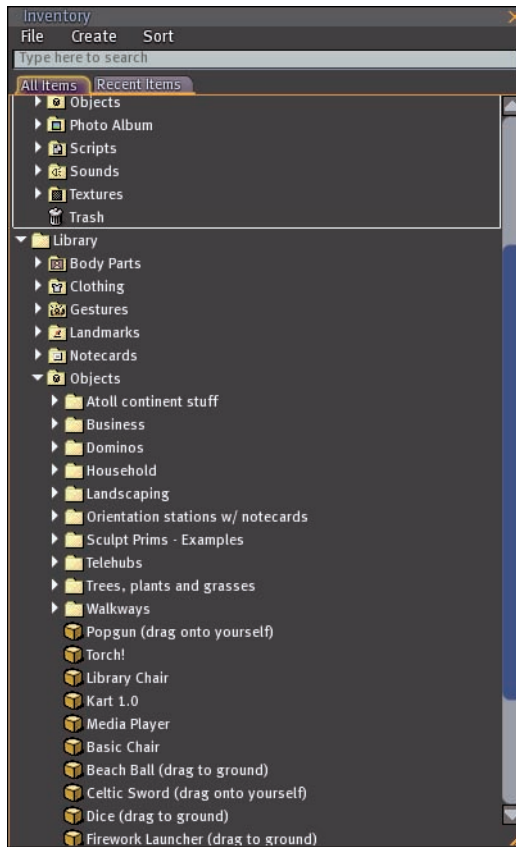 Inventory
File Create Sort
Type here to search
All Items Recent Items
Objects
Photo Album
Scripts
Sounds
Textures
Trash
Library
Body Parts
Clothing
Gestures
Landmarks
Notecards
Objects
Atoll continent stuff
Business
Dominos
Household
Landscaping
Orientation stations w/ notecards
Sculpt Prims - Examples
Telehubs
Trees, plants and grasses
Walkways
Popgun (drag onto yourself)
Torch!
Library Chair
Kart 1.0
Media Player
Basic Chair
Beach Ball (drag to ground)
Celtic Sword (drag onto yourself)
Dice (drag to ground)
Firework Launcher (drag to ground)